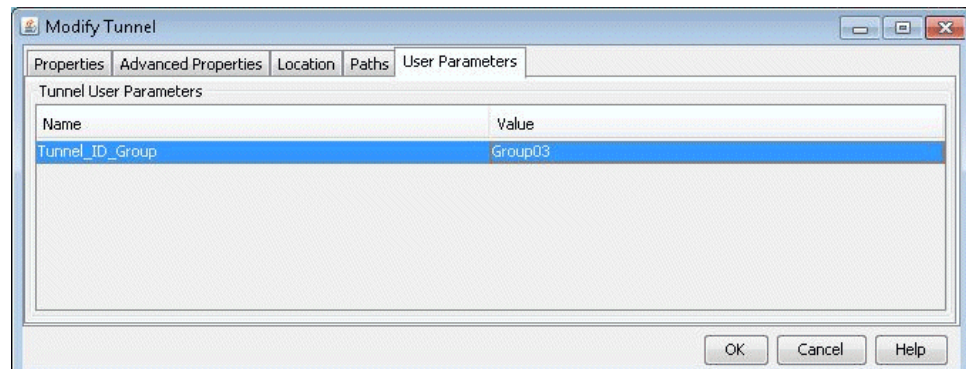 Modify Tunnel
Properties Advanced Properties Location Paths User Parameters
Tunnel User Parameters
Name Value
Tunnel_ID_Group Group03
OK Cancel Help